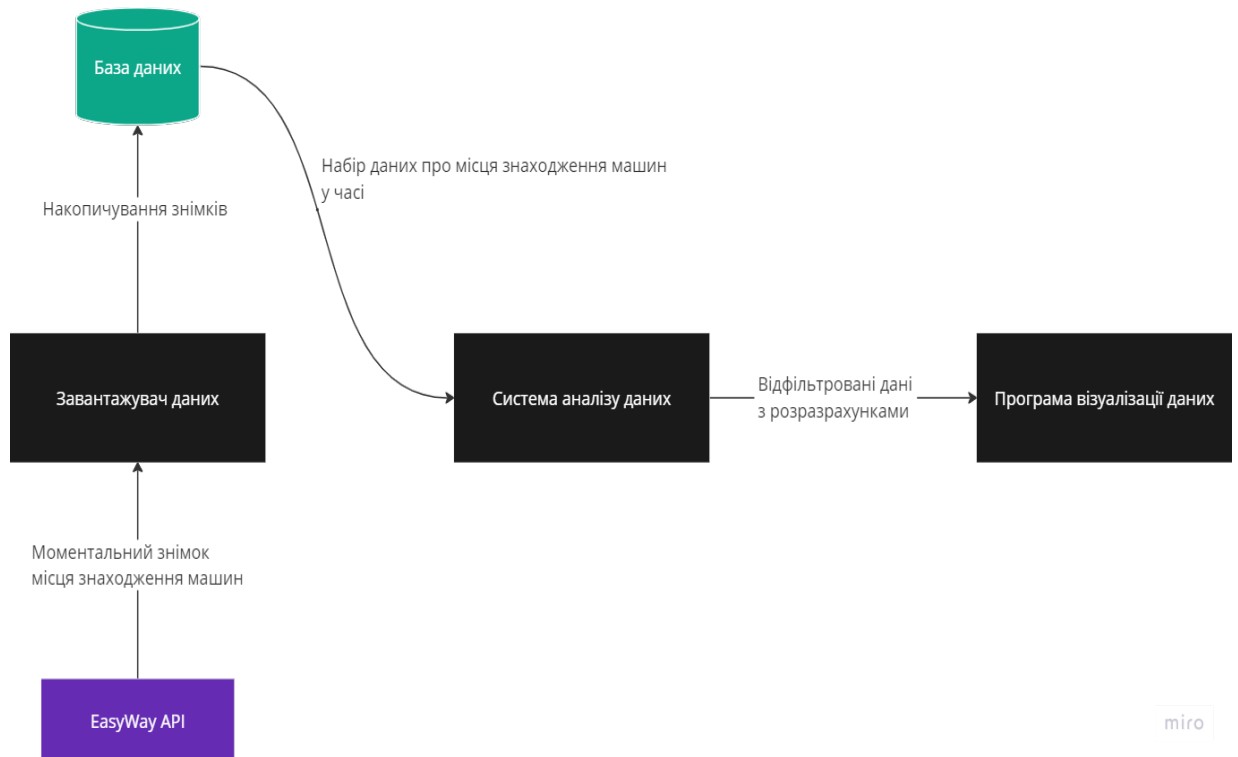 База даних
Набір даних про місця знаходження машин
у часі
Накопичування знімків
Завантажувач даних
Система аналізу даних
Відфільтровані дані
з розразрахунками
Програма візуалізації даних
Моментальний знімок
місця знаходження машин
EasyWay API
miro